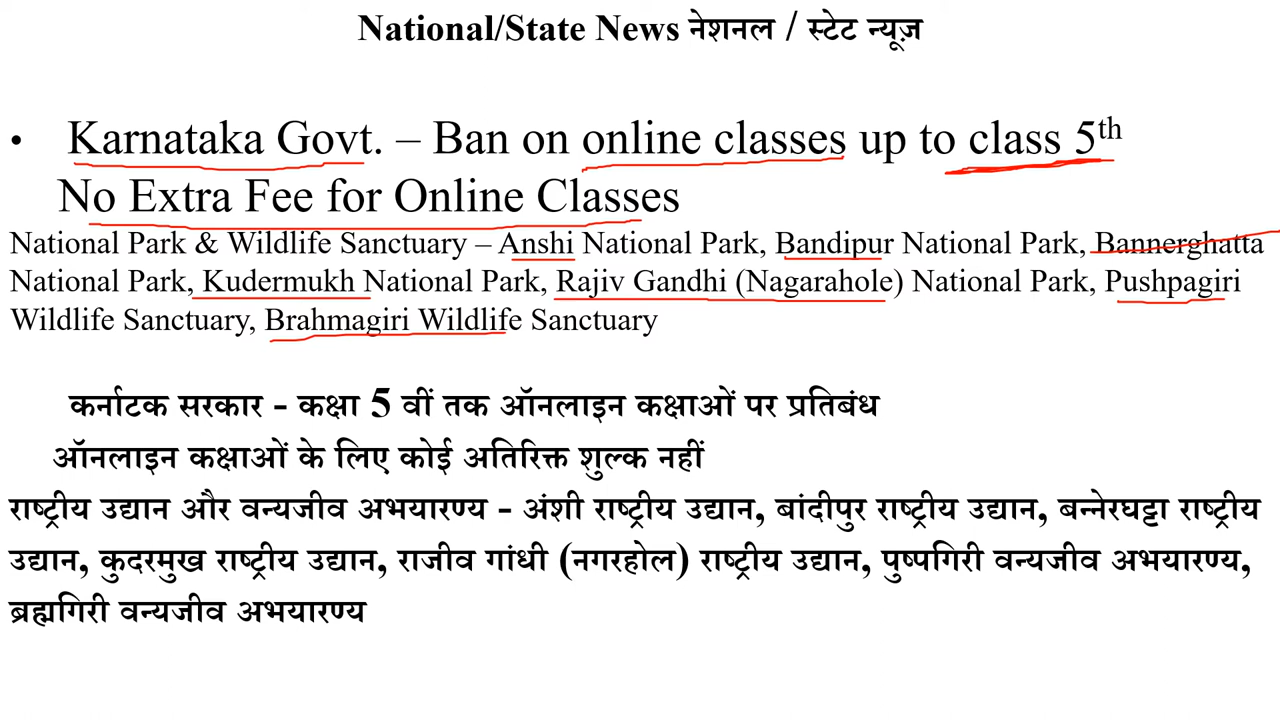 National/State News नेशनल / स्टेट न्यूज़
• Karnataka Govt. – Ban on online classes up to class 5th
No Extra Fee for Online Classes
National Park & Wildlife Sanctuary – Anshi National Park, Bandipur National Park, Bannerghatta
National Park, Kudermukh National Park, Rajiv Gandhi (Nagarahole) National Park, Pushpagiri
Wildlife Sanctuary, Brahmagiri Wildlife Sanctuary
कर्नाटक सरकार - कक्षा 5 वीं तक ऑनलाइन कक्षाओं पर प्रतिबंध
ऑनलाइन कक्षाओं के लिए कोई अतिरिक्त शुल्क नहीं
राष्ट्रीय उद्यान और वन्यजीव अभयारण्य - अंशी राष्ट्रीय उद्यान, बांदीपुर राष्ट्रीय उद्यान, बन्नेरघट्टा राष्ट्रीय
उद्यान, कुदरमुख राष्ट्रीय उद्यान, राजीव गांधी (नगरहोल) राष्ट्रीय उद्यान, पुष्पगिरी वन्यजीव अभयारण्य,
ब्रह्मगिरी वन्यजीव अभयारण्य